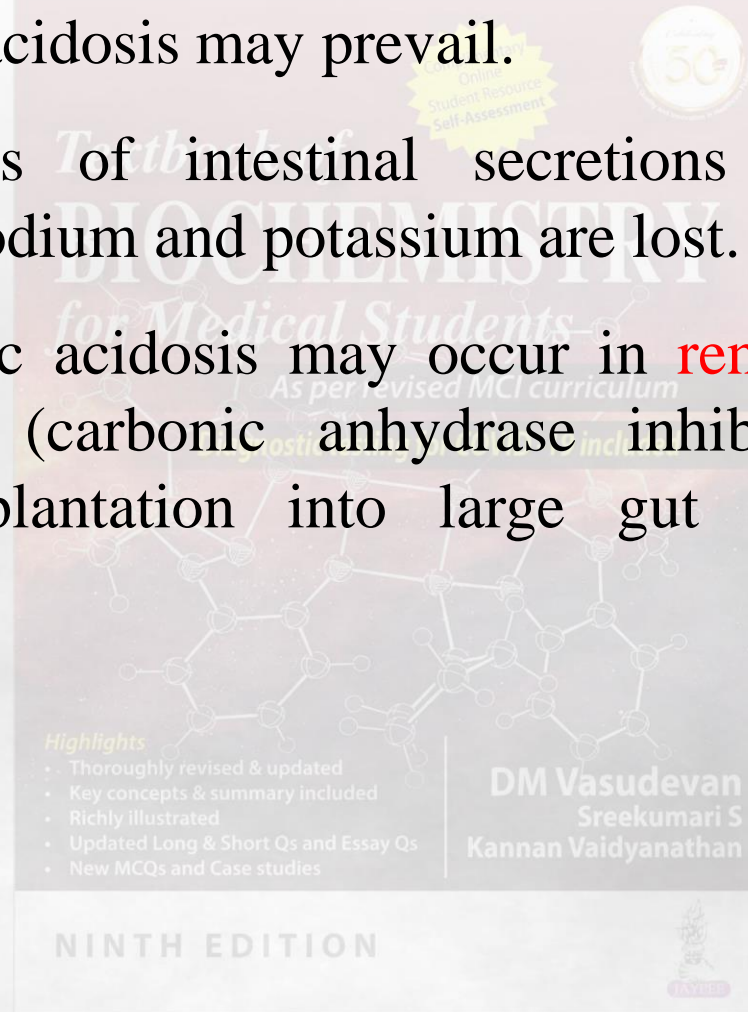 acidosis may prevail.
s of intestinal secretions
odium and potassium are lost.
c acidosis may occur in ren
(carbonic anhydrase inhib
plantation into large gut
Online
Student Resource
Self-Assessment
50
Textbook of
BIOCHEMISTRY
for Medical Students
As per revised MCI curriculum
Highlights
• Thoroughly revised & updated
• Key concepts & summary included
• Richly illustrated
• Updated Long & Short Qs and Essay Qs
• New MCQs and Case studies
DM Vasudevan
Sreekumari S
Kannan Vaidyanathan
NINTH EDITION
JAYPEE